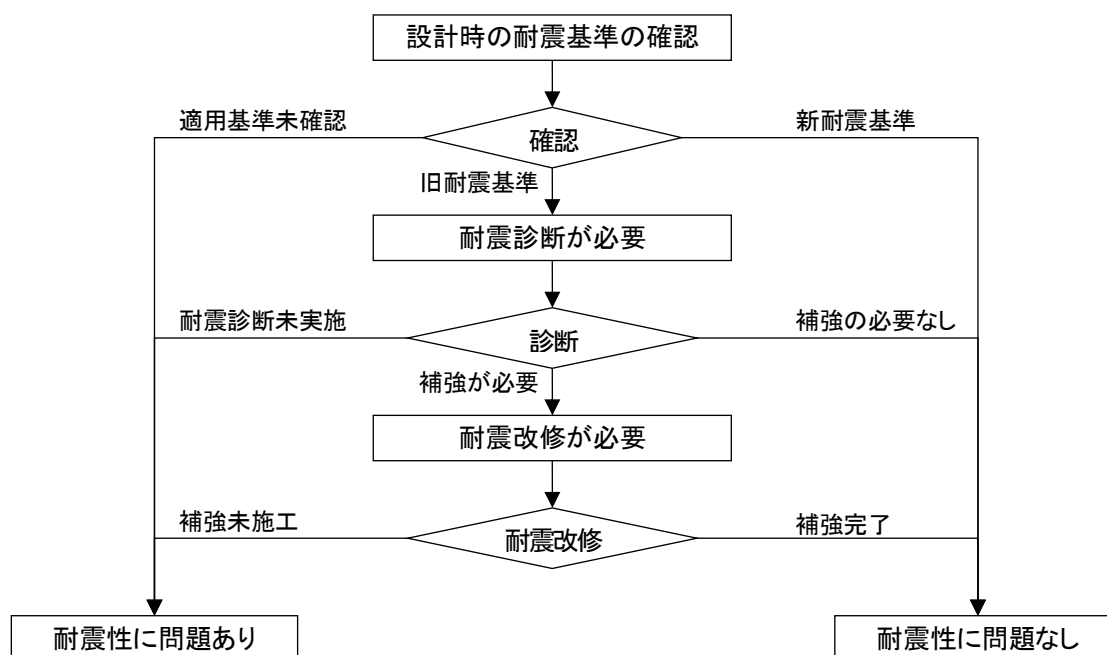 設計時の耐震基準の確認
適用基準未確認
確認
新耐震基準
旧耐震基準
耐震診断が必要
耐震診断未実施
診断
補強の必要なし
補強が必要
耐震改修が必要
補強未施工
耐震改修
補強完了
耐震性に問題あり
耐震性に問題なし